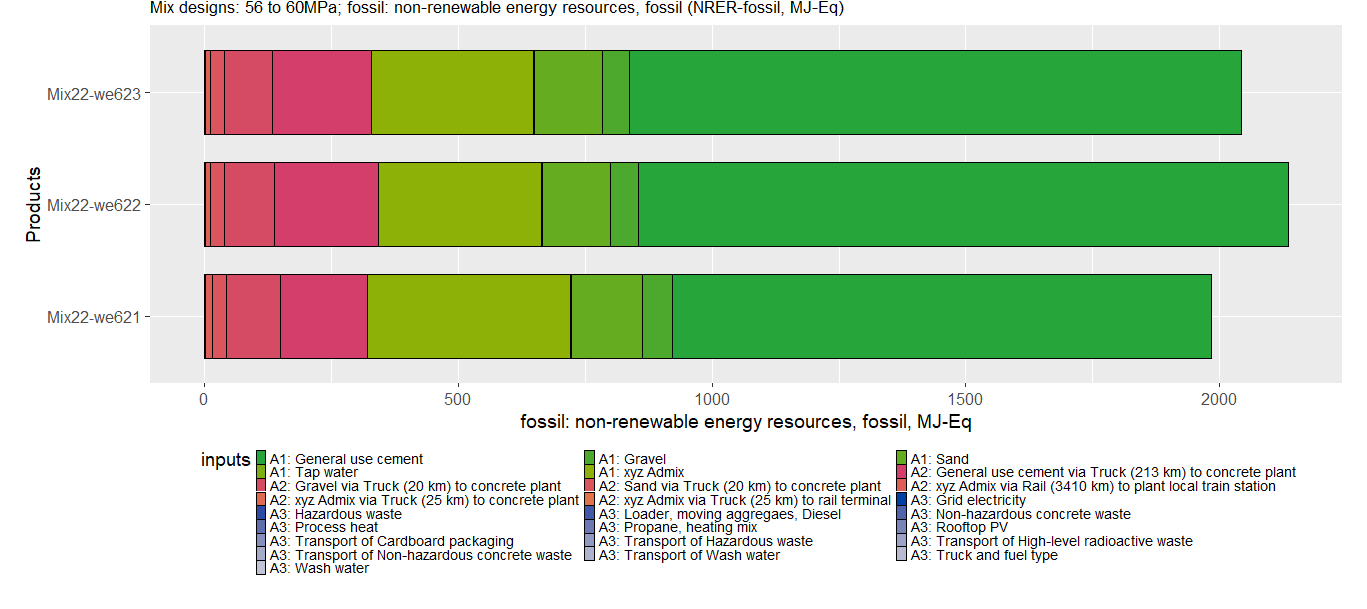 Mix designs: 56 to 60MPa; fossil: non-renewable energy resources, fossil (NRER-fossil, MJ-Eq)
Products
Mix22-we623
Mix22-we622
Mix22-we621
0 500 1000 1500 2000
fossil: non-renewable energy resources, fossil, MJ-Eq
inputs A1: General use cement A1: Gravel A1: Sand
A1: Tap water A1: xyz Admix A2: General use cement via Truck (213 km) to concrete plant
A2: Gravel via Truck (20 km) to concrete plant A2: Sand via Truck (20 km) to concrete plant A2: xyz Admix via Rail (3410 km) to plant local train station
A2: xyz Admix via Truck (25 km) to concrete plant A2: xyz Admix via Truck (25 km) to rail terminal A3: Grid electricity
A3: Hazardous waste A3: Loader, moving aggregaes, Diesel A3: Non-hazardous concrete waste
A3: Process heat A3: Propane, heating mix A3: Rooftop PV
A3: Transport of Cardboard packaging A3: Transport of Hazardous waste A3: Transport of High-level radioactive waste
A3: Transport of Non-hazardous concrete waste A3: Transport of Wash water A3: Truck and fuel type
A3: Wash water